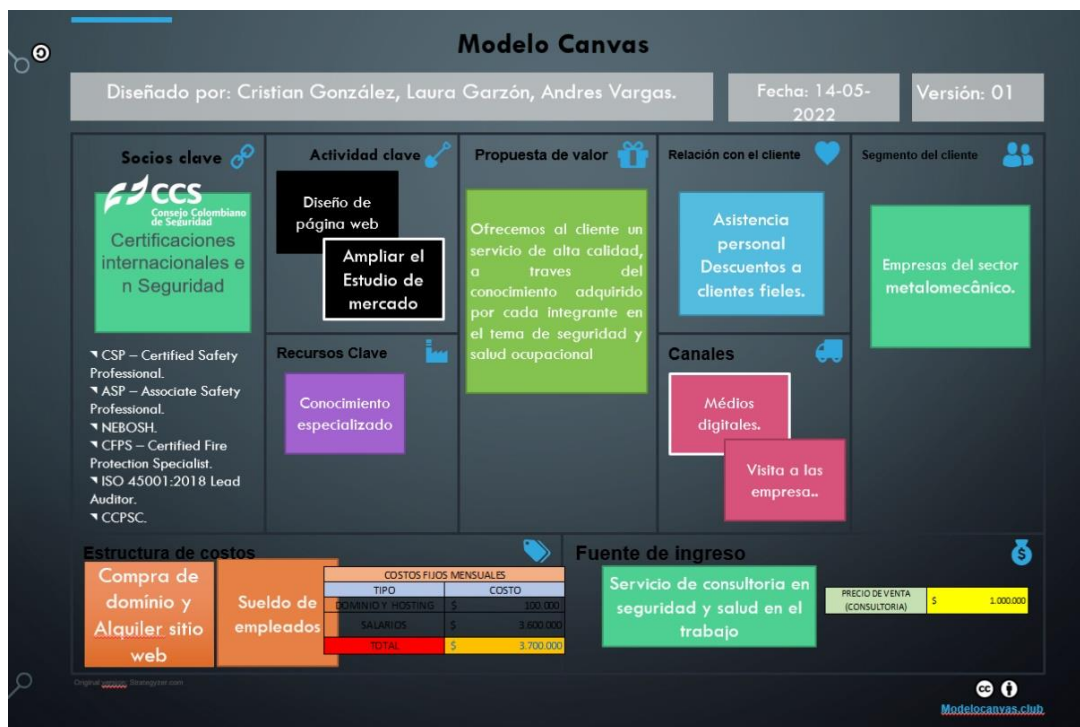 Modelo Canvas
Diseñado por: Cristian González, Laura Garzón, Andres Vargas.
Fecha: 14-05-
2022
Versión: 01
Socios clave
CCS
Consejo Colombiano
de Seguridad
Certificaciones
internacionales e
n Seguridad
CSP – Certified Safety
Professional.
ASP – Associate Safety
Professional.
NEBOSH.
CFPS – Certified Fire
Protection Specialist.
ISO 45001:2018 Lead
Auditor.
CCPSC.
Actividad clave
Diseño de
página web
Ampliar el
Estudio de
mercado
Recursos Clave
Conocimiento
especializado
Propuesta de valor
Ofrecemos al cliente un
servicio de alta calidad,
a traves del
conocimiento adquirido
por cada integrante en
el tema de seguridad y
salud ocupacional
Relación con el cliente
Asistencia
personal
Descuentos a
clientes fieles.
Canales
Médios
digitales.
Visita a las
empresa..
Segmento del cliente
Empresas del sector
metalomecânico.
Estructura de costos
Compra de
domínio y
Alquiler sitio
web
Sueldo de
empleados
COSTOS FIJOS MENSUALES
TIPO COSTO
DOMINIO Y HOSTING $ 100.000
SALARIOS $ 3.600.000
TOTAL $ 3.700.000
Fuente de ingreso
Servicio de consultoria en
seguridad y salud en el
trabajo
PRECIO DE VENTA
(CONSULTORIA) $ 1.000.000
Original version: Strategyzer.com
cc
Modelocanvas.club